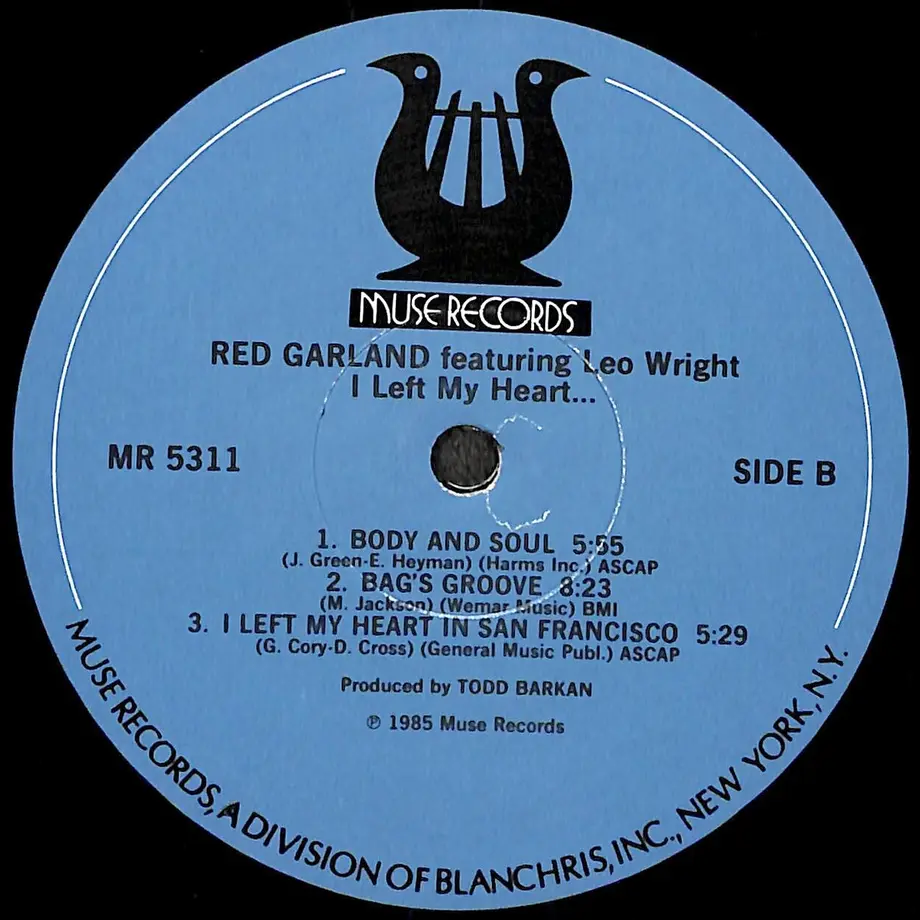 MUSE RECORDS
RED GARLAND featuring Leo Wright
I Left My Heart...
MR 5311
SIDE B
1. BODY AND SOUL 5:55
(J. Green-E. Heyman) (Harms Inc.) ASCAP
2. BAG'S GROOVE 8:23
(M. Jackson) (Wemar Music) BMI
3. I LEFT MY HEART IN SAN FRANCISCO 5:29
(G. Cory-D. Cross) (General Music Publ.) ASCAP
Produced by TODD BARKAN
℗ 1985 Muse Records
MUSE RECORDS, A DIVISION OF BLANCHRIS, INC., NEW YORK, N.Y.